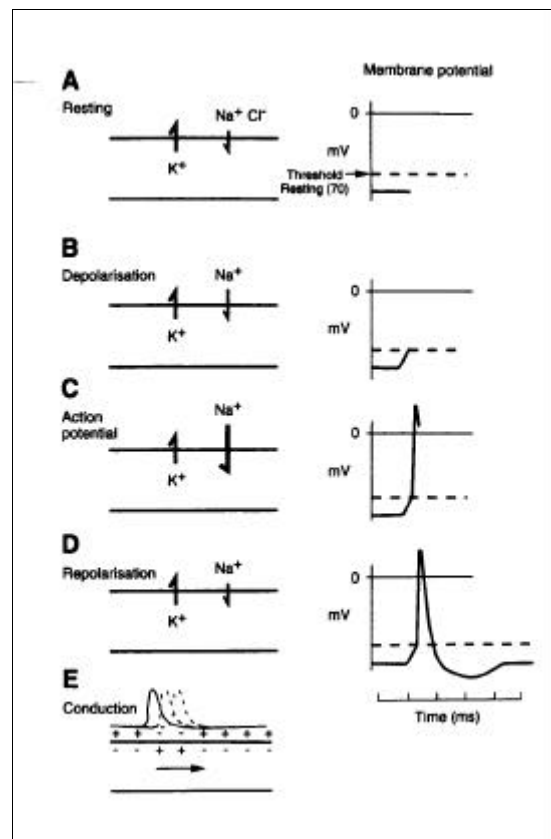 A
Membrane potential
Resting
Na⁺ Cl⁻
K⁺
0
mV
Threshold
Resting (70)
B
Depolarisation
Na⁺
K⁺
0
mV
C
Action
potential
Na⁺
K⁺
0
mV
D
Repolarisation
Na⁺
K⁺
0
mV
E
Conduction
+ + - - + + + + +
- - + + - - - - -
Time (ms)